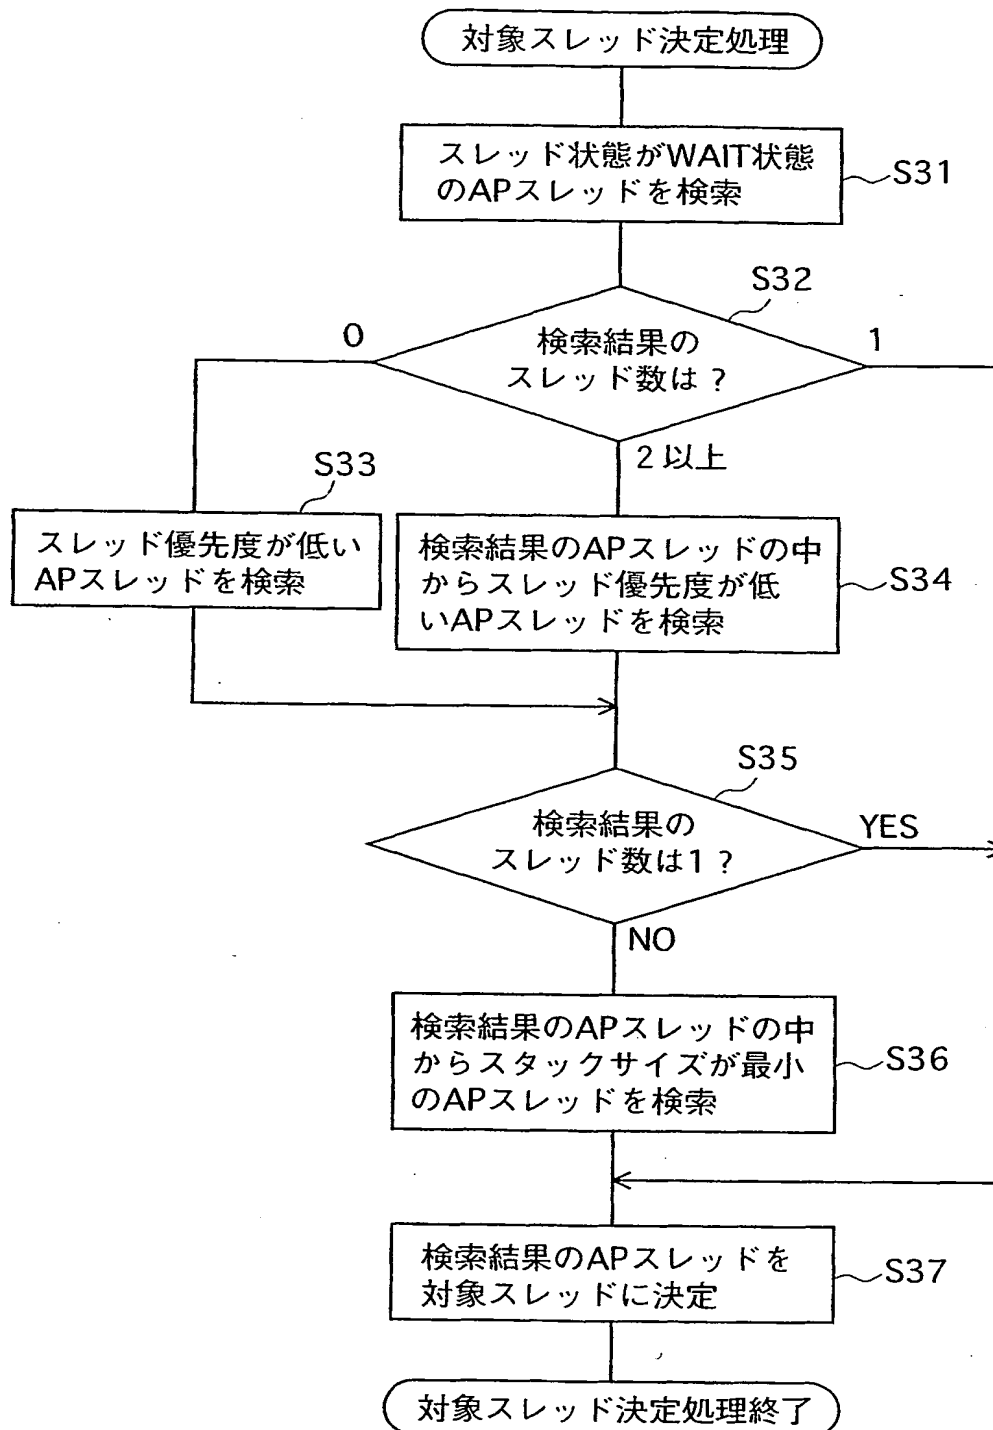 対象スレッド決定処理
スレッド状態がWAIT状態
のAPスレッドを検索
S31
S32
0
検索結果の
スレッド数は？
1
2以上
S33
スレッド優先度が低い
APスレッドを検索
検索結果のAPスレッドの中
からスレッド優先度が低
いAPスレッドを検索
S34
S35
検索結果の
スレッド数は1？
YES
NO
検索結果のAPスレッドの中
からスタックサイズが最小
のAPスレッドを検索
S36
検索結果のAPスレッドを
対象スレッドに決定
S37
対象スレッド決定処理終了